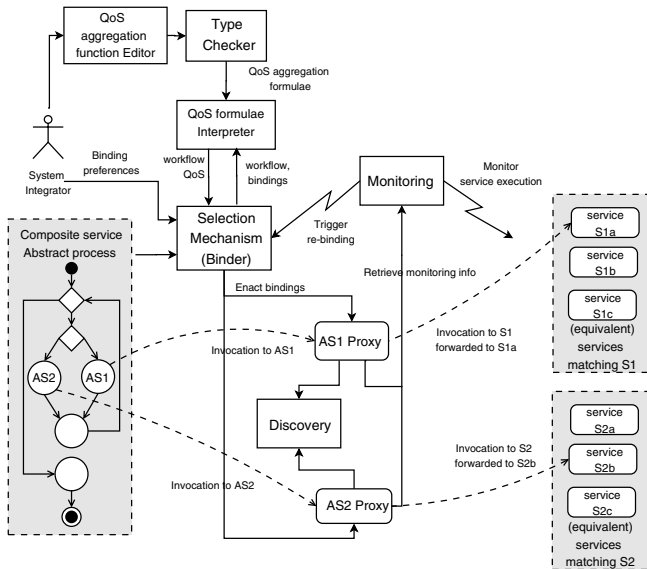 QoS
aggregation
function Editor
Type
Checker
QoS aggregation
formulae
QoS formulae
Interpreter
System
Integrator
Binding
preferences
workflow
QoS
workflow,
bindings
Monitoring
Monitor
service execution
Selection
Mechanism
(Binder)
Trigger
re-binding
Composite service
Abstract process
Retrieve monitoring info
Enact bindings
service
S1a
service
S1b
service
S1c
(equivalent)
services
matching S1
AS1 Proxy
Invocation to AS1
Invocation to S1
forwarded to S1a
AS2
AS1
Discovery
Invocation to AS2
AS2 Proxy
Invocation to S2
forwarded to S2b
service
S2a
service
S2b
service
S2c
(equivalent)
services
matching S2